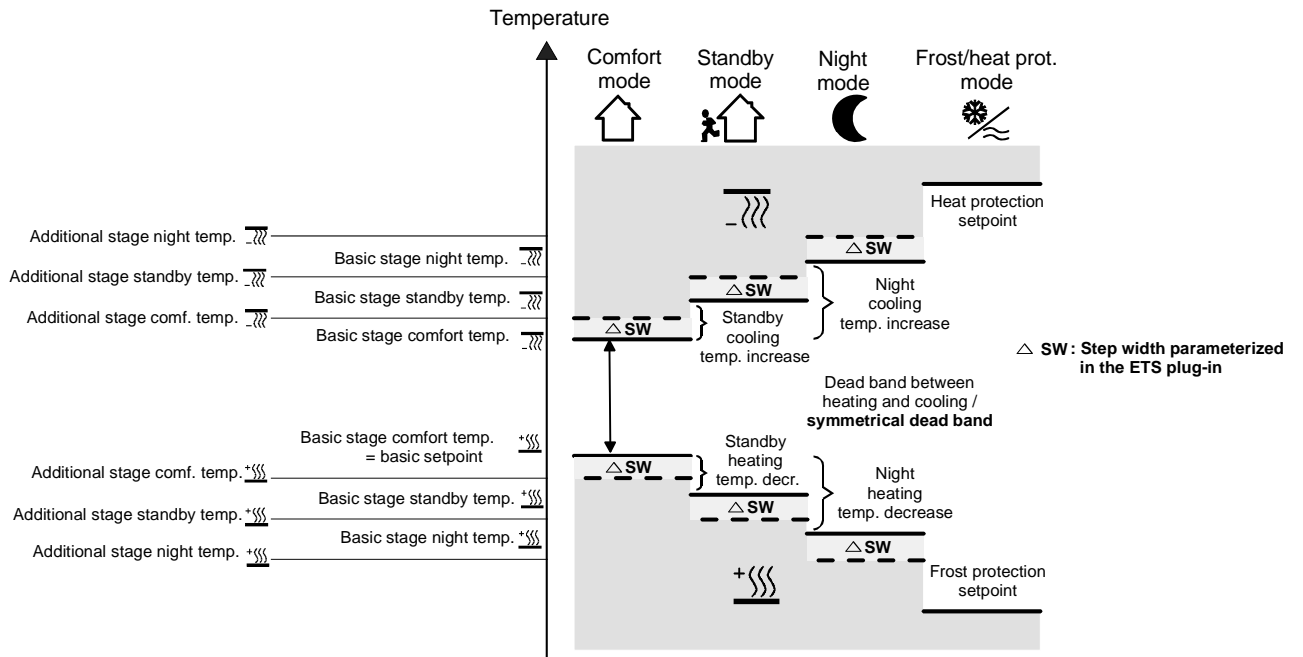 Temperature
Comfort
mode
Standby
mode
Night
mode
Frost/heat prot.
mode
Heat protection
setpoint
Additional stage night temp.
Basic stage night temp.
Additional stage standby temp.
Basic stage standby temp.
Additional stage comf. temp.
Basic stage comfort temp.
△ SW
△ SW
△ SW
Night
cooling
temp. increase
Standby
cooling
temp. increase
△ SW : Step width parameterized
in the ETS plug-in
Dead band between
heating and cooling /
symmetrical dead band
Basic stage comfort temp.
= basic setpoint
Additional stage comf. temp.
Basic stage standby temp.
Additional stage standby temp.
Basic stage night temp.
Additional stage night temp.
△ SW
Standby
heating
temp. decr.
△ SW
Night
heating
temp. decrease
△ SW
Frost protection
setpoint